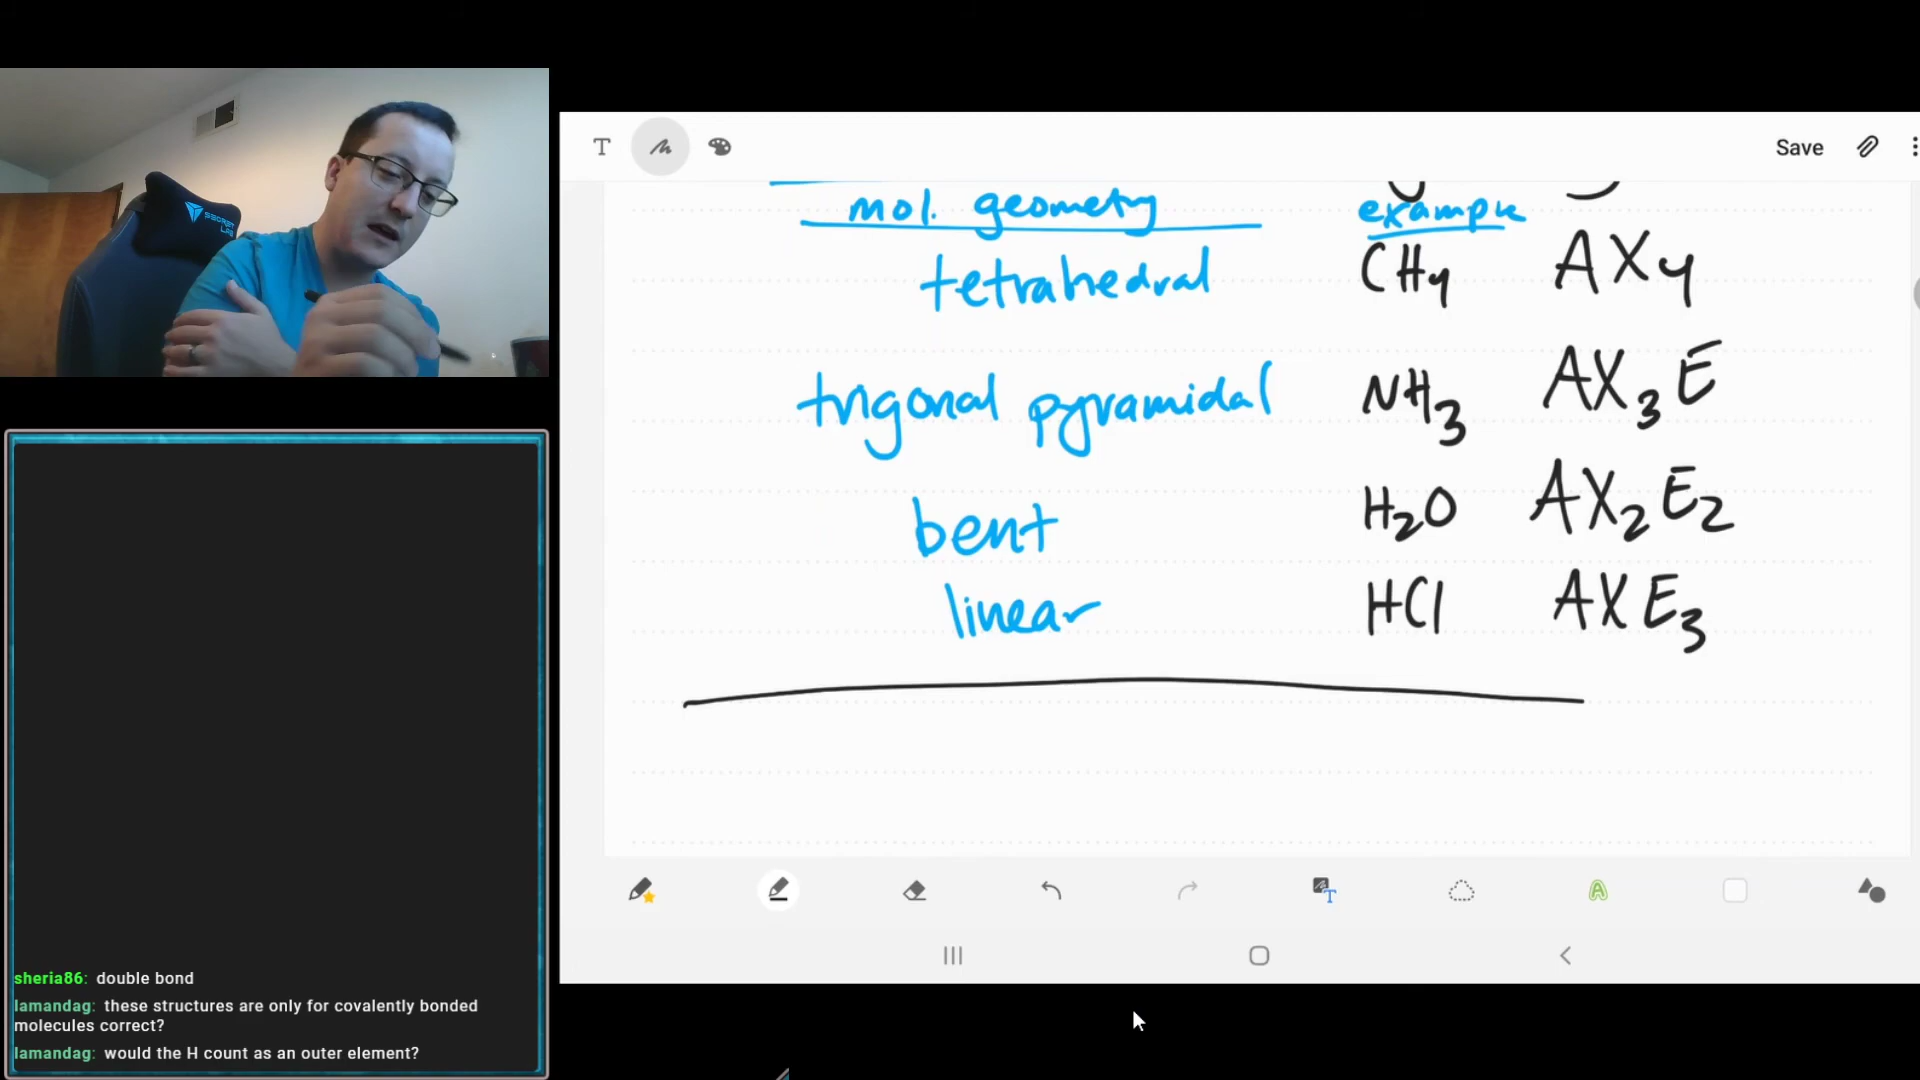 SECRET
LAB
T
Save
mol. geometry example
tetrahedral CH4 AX4
trigonal pyramidal NH3 AX3E
bent H2O AX2E2
linear HCl AXE3
T
A
sheria86: double bond
lamandag: these structures are only for covalently bonded
molecules correct?
lamandag: would the H count as an outer element?